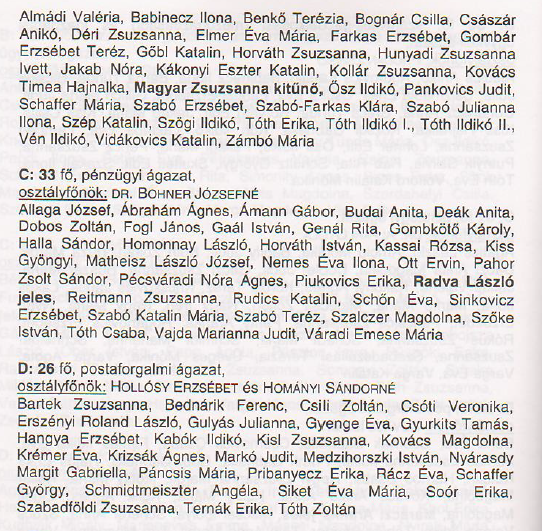 Almádi Valéria, Babinecz Ilona, Benkő Terézia, Bognár Csilla, Császár
Anikó, Déri Zsuzsanna, Elmer Éva Mária, Farkas Erzsébet, Gombár
Erzsébet Teréz, Gőbl Katalin, Horváth Zsuzsanna, Hunyadi Zsuzsanna
Ivett, Jakab Nóra, Kákonyi Eszter Katalin, Kollár Zsuzsanna, Kovács
Timea Hajnalka, Magyar Zsuzsanna kitűnő, Ősz Ildikó, Pankovics Judit,
Schaffer Mária, Szabó Erzsébet, Szabó-Farkas Klára, Szabó Julianna
Ilona, Szép Katalin, Szögi Ildikó, Tóth Erika, Tóth Ildikó I., Tóth Ildikó II.,
Vén Ildikó, Vidákovics Katalin, Zámbó Mária
C: 33 fő, pénzügyi ágazat,
osztályfőnök: DR. BOHNER JÓZSEFNÉ
Allaga József, Ábrahám Ágnes, Ámann Gábor, Budai Anita, Deák Anita,
Dobos Zoltán, Fogl János, Gaál István, Genál Rita, Gombkötő Károly,
Halla Sándor, Homonnay László, Horváth István, Kassai Rózsa, Kiss
Gyöngyi, Matheisz László József, Nemes Éva Ilona, Ott Ervin, Pahor
Zsolt Sándor, Pécsváradi Nóra Ágnes, Piukovics Erika, Radva László
jeles, Reitmann Zsuzsanna, Rudics Katalin, Schőn Éva, Sinkovicz
Erzsébet, Szabó Katalin Mária, Szabó Teréz, Szalczer Magdolna, Szőke
István, Tóth Csaba, Vajda Marianna Judit, Váradi Emese Mária
D: 26 fő, postaforgalmi ágazat,
osztályfőnök: HOLLÓSY ERZSÉBET és HOMÁNYI SÁNDORNÉ
Bartek Zsuzsanna, Bednárik Ferenc, Csili Zoltán, Csóti Veronika,
Erszényi Roland László, Gulyás Julianna, Gyenge Éva, Gyurkits Tamás,
Hangya Erzsébet, Kabók Ildikó, Kisl Zsuzsanna, Kovács Magdolna,
Krémer Éva, Krizsák Ágnes, Markó Judit, Medzihorszki István, Nyárasdy
Margit Gabriella, Páncsis Mária, Pribanyecz Erika, Rácz Éva, Schaffer
György, Schmidtmeiszter Angéla, Siket Éva Mária, Soór Erika,
Szabadföldi Zsuzsanna, Ternák Erika, Tóth Zoltán